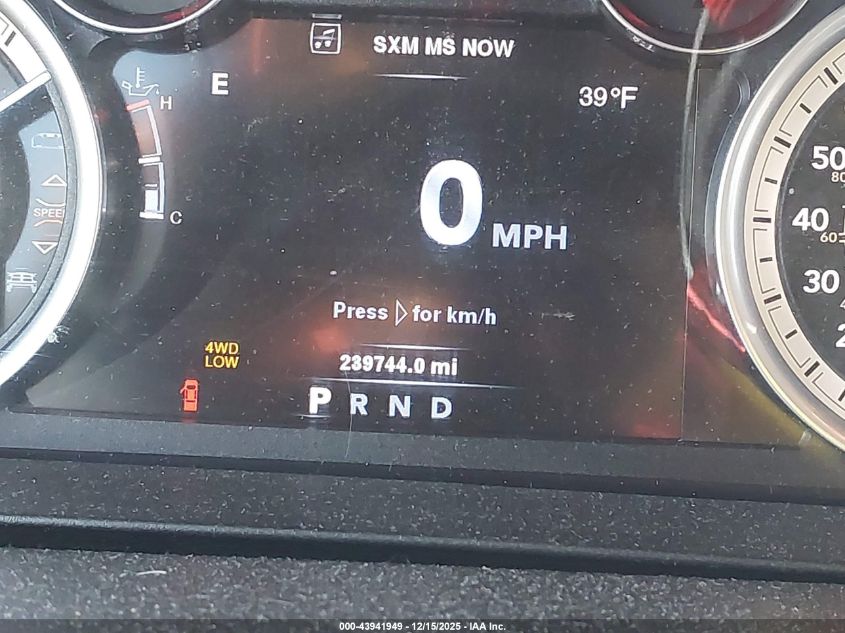 SXM MS NOW
E
39°F
H
C
0 MPH
SPEED
Press ▷ for km/h
4WD
LOW
239744.0 mi
P R N D
50
80
40
60
30
000-43941949 - 12/15/2025 - © IAA Inc.